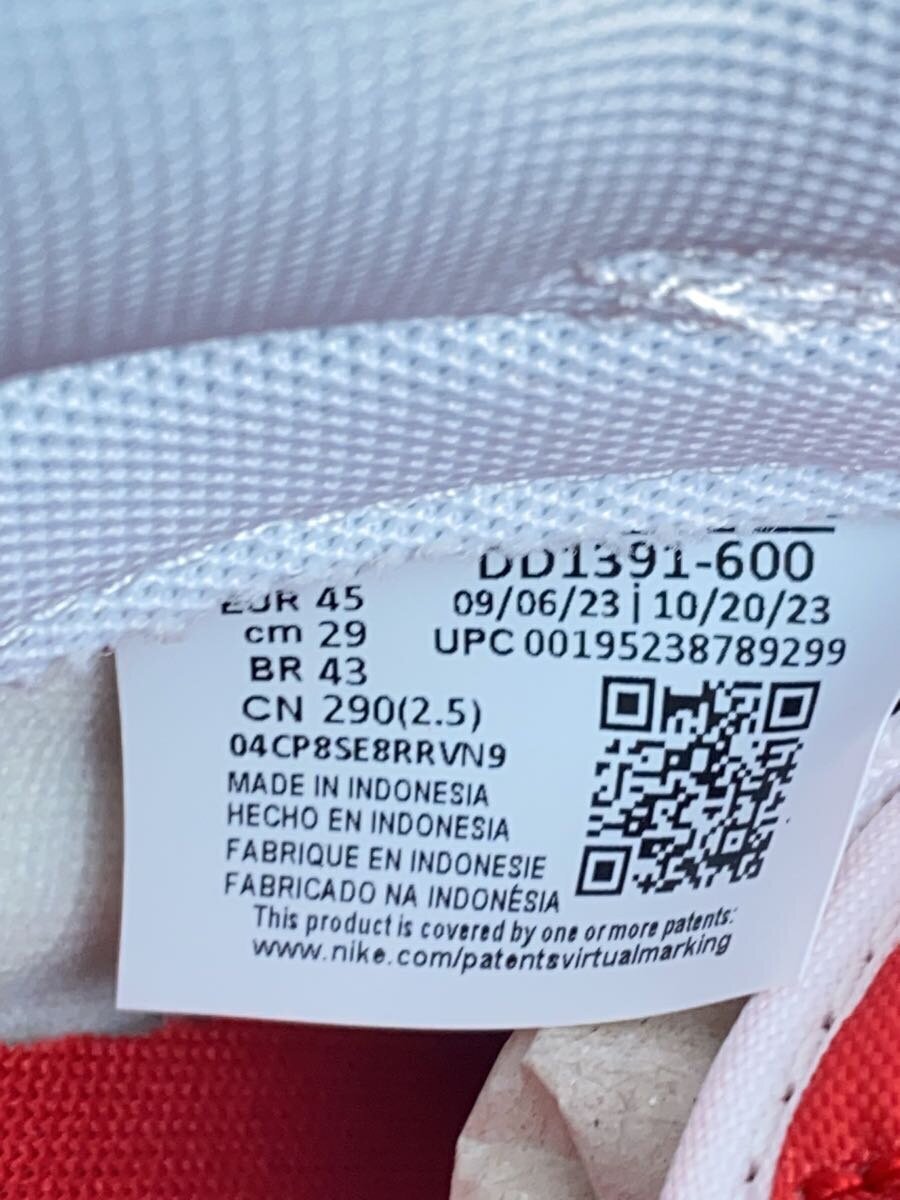 DD1391-600
EUR 45
09/06/23 | 10/20/23
cm 29
UPC 00195238789299
BR 43
CN 290(2.5)
04CP8SE8RRVN9
MADE IN INDONESIA
HECHO EN INDONESIA
FABRIQUE EN INDONESIE
FABRICADO NA INDONÉSIA
This product is covered by one or more patents:
www.nike.com/patentsvirtualmarking